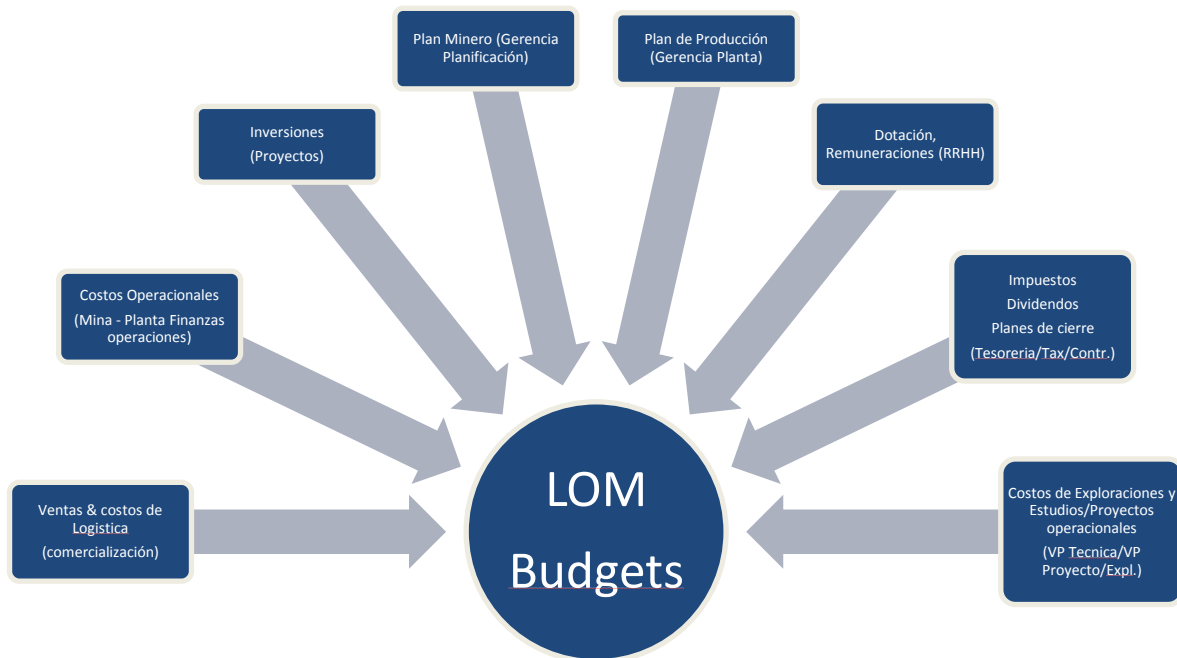 Plan Minero (Gerencia
Planificación)
Plan de Producción
(Gerencia Planta)
Inversiones
(Proyectos)
Dotación,
Remuneraciones (RRHH)
Costos Operacionales
(Mina - Planta Finanzas
operaciones)
Impuestos
Dividendos
Planes de cierre
(Tesoreria/Tax/Contr.)
Ventas & costos de
Logistica
(comercialización)
LOM
Budgets
Costos de Exploraciones y
Estudios/Proyectos
operacionales
(VP Tecnica/VP
Proyecto/Expl.)